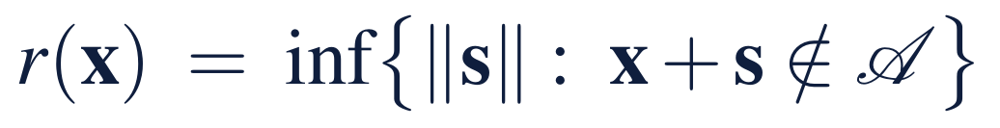 r(𝐱) = inf{‖𝐬‖ : 𝐱+𝐬 ∉ 𝒜}